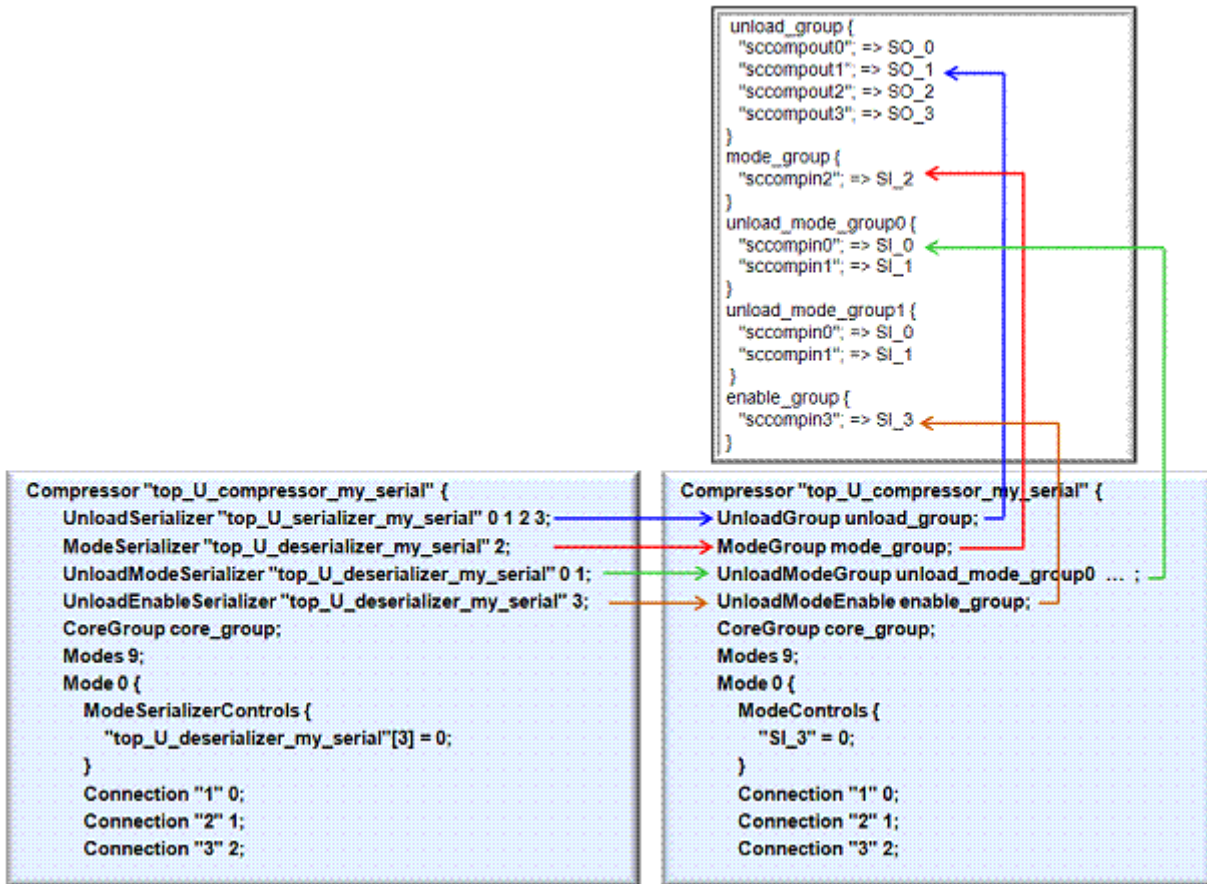 unload_group {
"sccompout0"; => SO_0
"sccompout1"; => SO_1
"sccompout2"; => SO_2
"sccompout3"; => SO_3
}
mode_group {
"sccompin2"; => SI_2
}
unload_mode_group0 {
"sccompin0"; => SI_0
"sccompin1"; => SI_1
}
unload_mode_group1 {
"sccompin0"; => SI_0
"sccompin1"; => SI_1
}
enable_group {
"sccompin3"; => SI_3
}
Compressor "top_U_compressor_my_serial" {
UnloadSerializer "top_U_serializer_my_serial" 0 1 2 3;
ModeSerializer "top_U_deserializer_my_serial" 2;
UnloadModeSerializer "top_U_deserializer_my_serial" 0 1;
UnloadEnableSerializer "top_U_deserializer_my_serial" 3;
CoreGroup core_group;
Modes 9;
Mode 0 {
ModeSerializerControls {
"top_U_deserializer_my_serial"[3] = 0;
}
Connection "1" 0;
Connection "2" 1;
Connection "3" 2;
Compressor "top_U_compressor_my_serial" {
UnloadGroup unload_group;
ModeGroup mode_group;
UnloadModeGroup unload_mode_group0 ... ;
UnloadModeEnable enable_group;
CoreGroup core_group;
Modes 9;
Mode 0 {
ModeControls {
"SI_3" = 0;
}
Connection "1" 0;
Connection "2" 1;
Connection "3" 2;